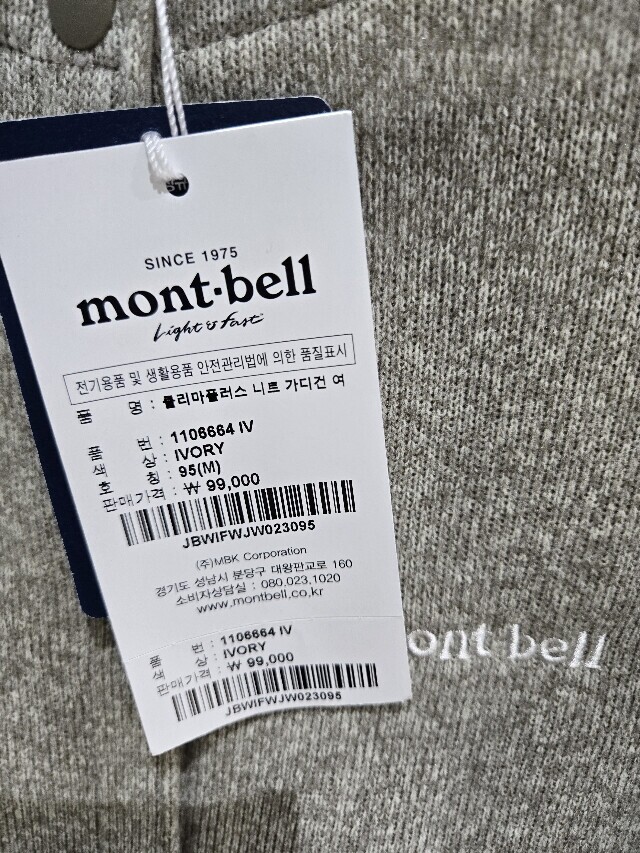 SINCE 1975
mont-bell
Light & Fast
전기용품 및 생활용품 안전관리법에 의한 품질표시
품 명 : 클리마플러스 니트 가디건 여
품 번 : 1106664 IV
색 상 : IVORY
호 칭 : 95(M)
판매가격 : ₩ 99,000
JBWIFWJW023095
(주)MBK Corporation
경기도 성남시 분당구 대왕판교로 160
소비자상담실 : 080.023.1020
www.montbell.co.kr
품 번 : 1106664 IV
색 상 : IVORY
판매가격 : ₩ 99,000
JBWIFWJW023095
ont-bell